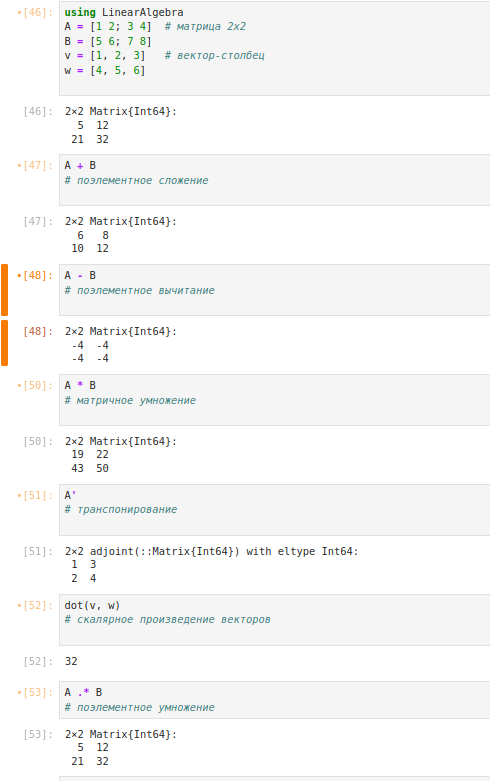 •[46]: using LinearAlgebra
A = [1 2; 3 4]  # матрица 2x2
B = [5 6; 7 8]
v = [1, 2, 3]   # вектор-столбец
w = [4, 5, 6]
[46]: 2×2 Matrix{Int64}:
5  12
21  32
•[47]: A + B
# поэлементное сложение
[47]: 2×2 Matrix{Int64}:
6   8
10  12
•[48]: A - B
# поэлементное вычитание
[48]: 2×2 Matrix{Int64}:
-4  -4
-4  -4
•[50]: A * B
# матричное умножение
[50]: 2×2 Matrix{Int64}:
19  22
43  50
•[51]: A'
# транспонирование
[51]: 2×2 adjoint(::Matrix{Int64}) with eltype Int64:
1  3
2  4
•[52]: dot(v, w)
# скалярное произведение векторов
[52]: 32
•[53]: A .* B
# поэлементное умножение
[53]: 2×2 Matrix{Int64}:
5  12
21  32